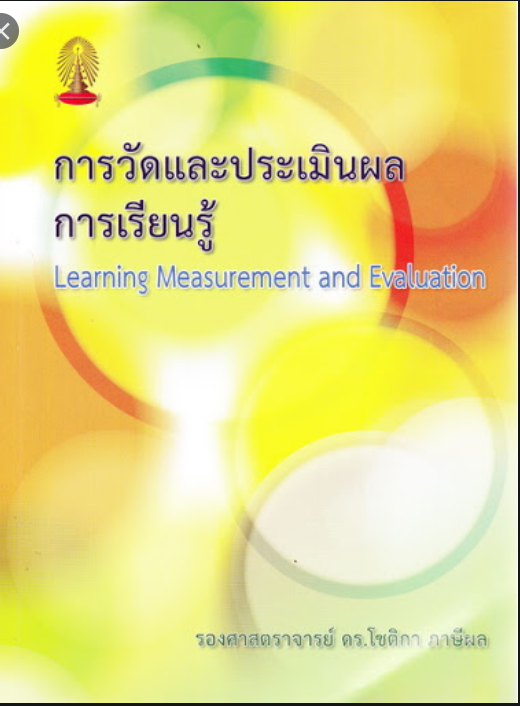 การวัดและประเมินผล
การเรียนรู้
Learning Measurement and Evaluation
รองศาสตราจารย์ ดร.โชติกา ภาษีผล